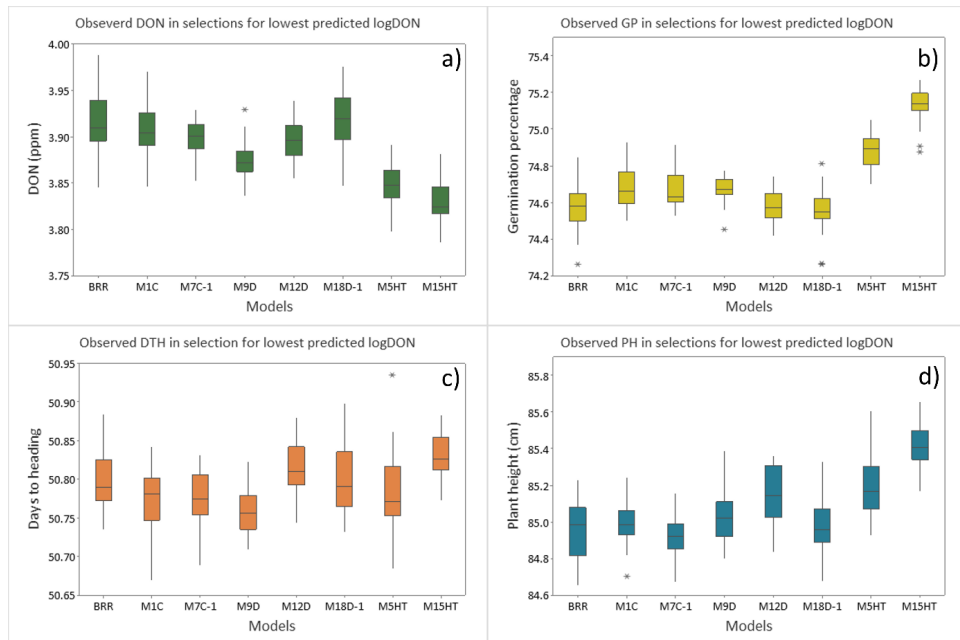 Obseverd DON in selections for lowest predicted logDON
a)
4.00
3.95
3.90
3.85
3.80
3.75
DON (ppm)
BRR M1C M7C-1 M9D M12D M18D-1 M5HT M15HT
Models
Observed GP in selections for lowest predicted logDON
b)
75.2
75.0
74.8
74.6
74.4
74.2
Germination percentage
BRR M1C M7C-1 M9D M12D M18D-1 M5HT M15HT
Models
Observed DTH in selection for lowest predicted logDON
c)
50.95
50.90
50.85
50.80
50.75
50.70
50.65
Days to heading
BRR M1C M7C-1 M9D M12D M18D-1 M5HT M15HT
Models
Observed PH in selections for lowest predicted logDON
d)
85.8
85.6
85.4
85.2
85.0
84.8
84.6
Plant height (cm)
BRR M1C M7C-1 M9D M12D M18D-1 M5HT M15HT
Models